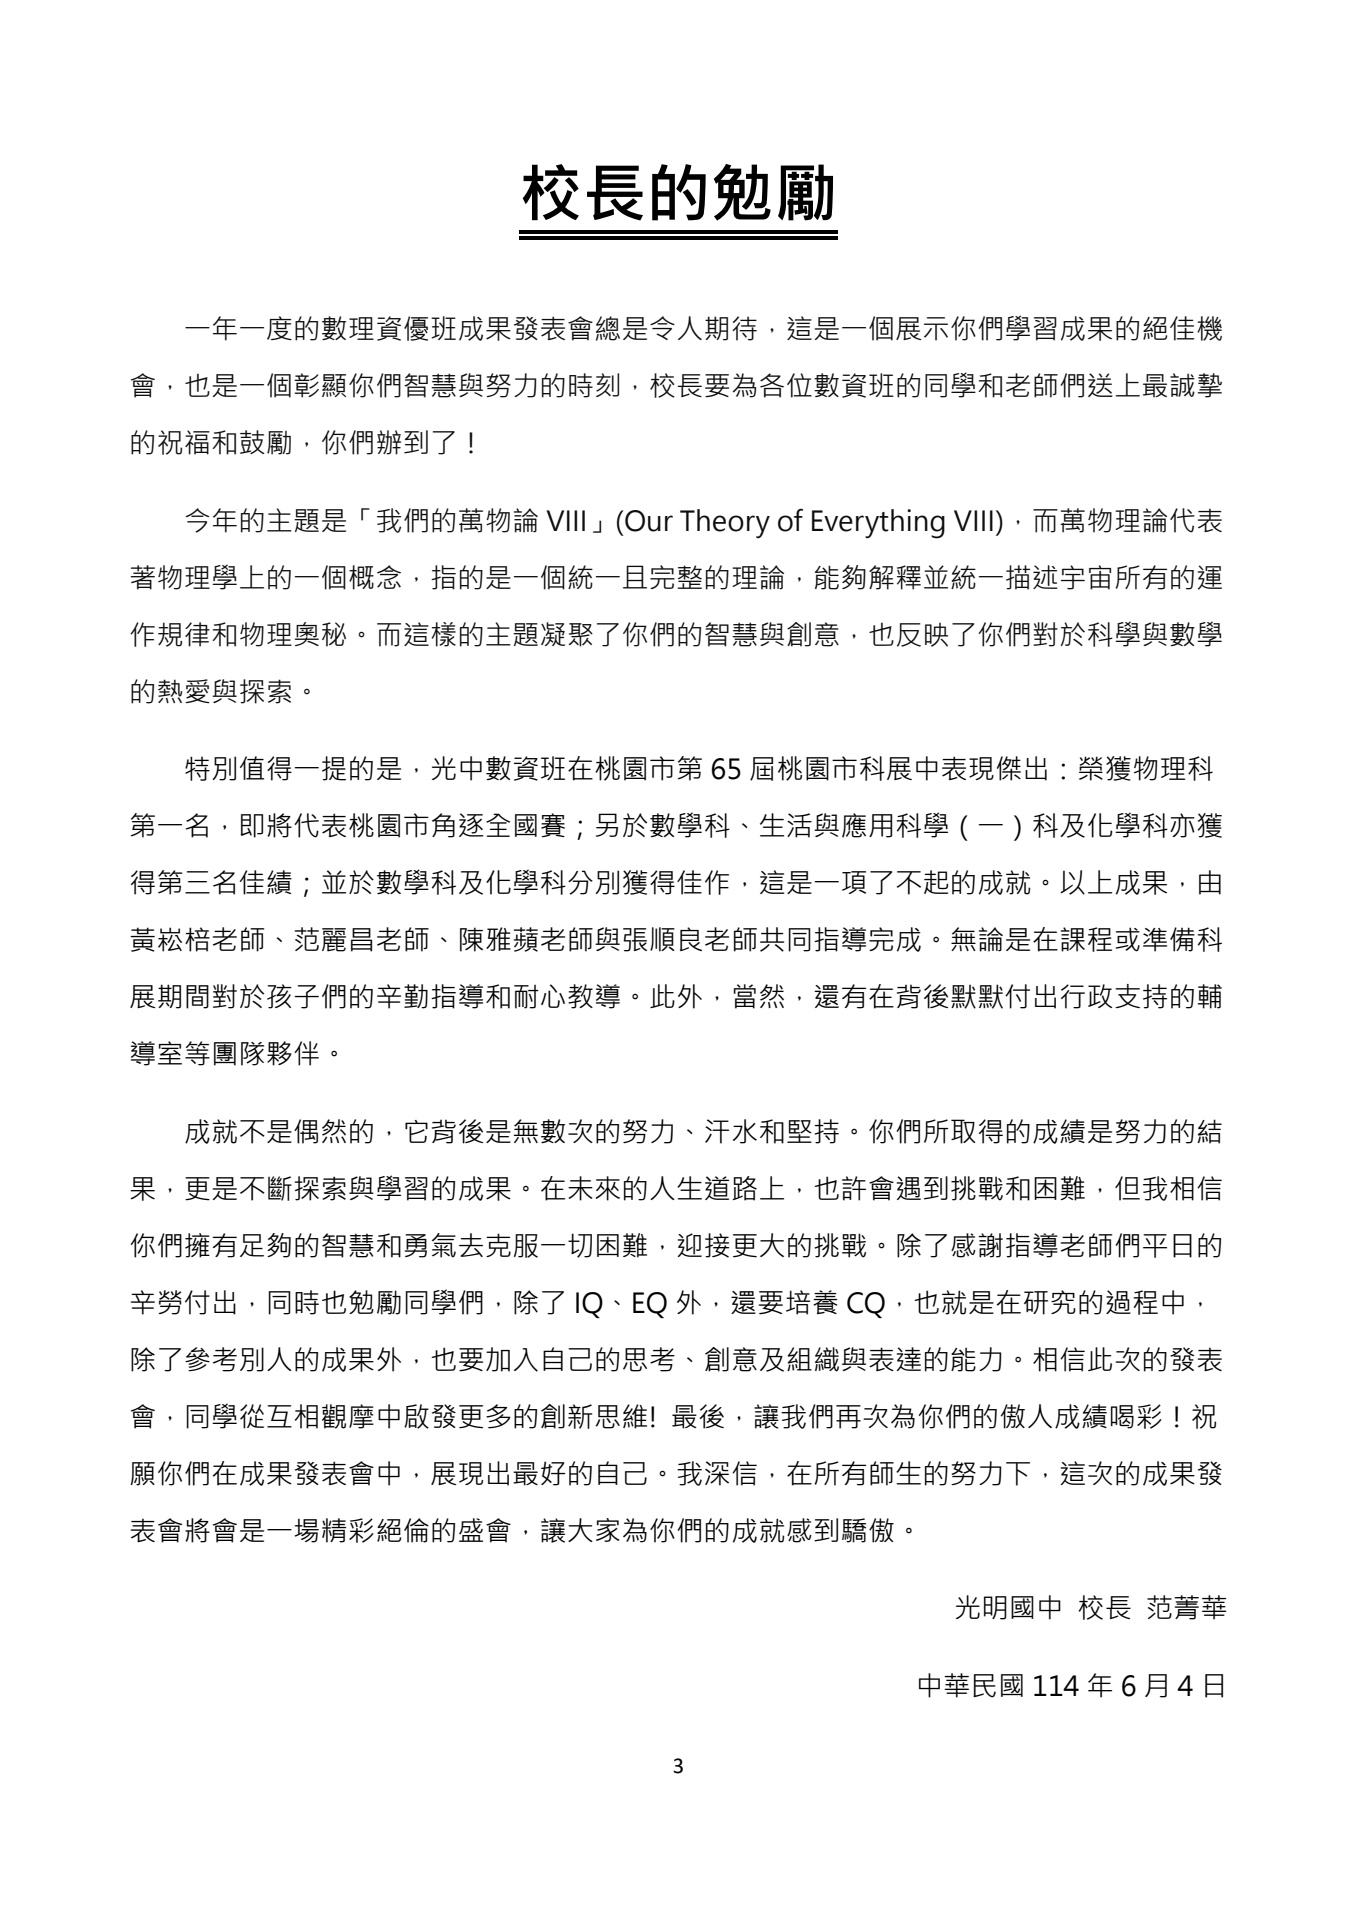 校長的勉勵
一年一度的數理資優班成果發表會總是令人期待，這是一個展示你們學習成果的絕佳機
會，也是一個彰顯你們智慧與努力的時刻，校長要為各位數資班的同學和老師們送上最誠摯
的祝福和鼓勵，你們辦到了！
今年的主題是「我們的萬物論 VIII」(Our Theory of Everything VIII)，而萬物理論代表
著物理學上的一個概念，指的是一個統一且完整的理論，能夠解釋並統一描述宇宙所有的運
作規律和物理奧秘。而這樣的主題凝聚了你們的智慧與創意，也反映了你們對於科學與數學
的熱愛與探索。
特別值得一提的是，光中數資班在桃園市第 65 屆桃園市科展中表現傑出：榮獲物理科
第一名，即將代表桃園市角逐全國賽；另於數學科、生活與應用科學（一）科及化學科亦獲
得第三名佳績；並於數學科及化學科分別獲得佳作，這是一項了不起的成就。以上成果，由
黃崧棓老師、范麗昌老師、陳雅蘋老師與張順良老師共同指導完成。無論是在課程或準備科
展期間對於孩子們的辛勤指導和耐心教導。此外，當然，還有在背後默默付出行政支持的輔
導室等團隊夥伴。
成就不是偶然的，它背後是無數次的努力、汗水和堅持。你們所取得的成績是努力的結
果，更是不斷探索與學習的成果。在未來的人生道路上，也許會遇到挑戰和困難，但我相信
你們擁有足夠的智慧和勇氣去克服一切困難，迎接更大的挑戰。除了感謝指導老師們平日的
辛勞付出，同時也勉勵同學們，除了 IQ、EQ 外，還要培養 CQ，也就是在研究的過程中，
除了參考別人的成果外，也要加入自己的思考、創意及組織與表達的能力。相信此次的發表
會，同學從互相觀摩中啟發更多的創新思維! 最後，讓我們再次為你們的傲人成績喝彩！祝
願你們在成果發表會中，展現出最好的自己。我深信，在所有師生的努力下，這次的成果發
表會將會是一場精彩絕倫的盛會，讓大家為你們的成就感到驕傲。
光明國中 校長 范菁華
中華民國 114 年 6 月 4 日
3